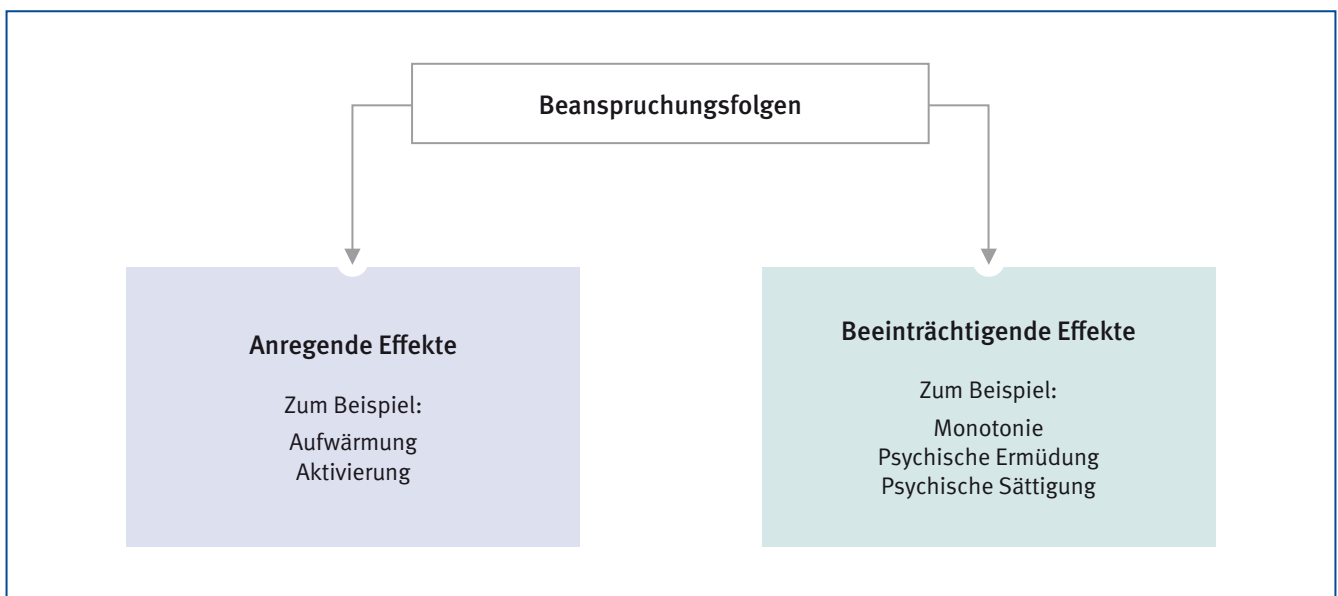 Beanspruchungsfolgen
Anregende Effekte
Zum Beispiel:
Aufwärmung
Aktivierung
Beeinträchtigende Effekte
Zum Beispiel:
Monotonie
Psychische Ermüdung
Psychische Sättigung